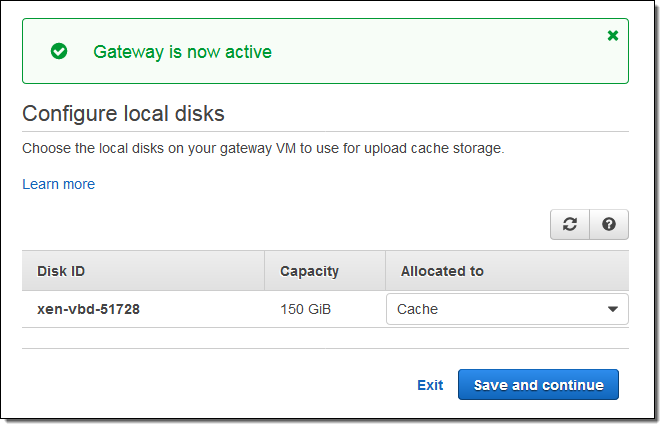 Gateway is now active
Configure local disks
Choose the local disks on your gateway VM to use for upload cache storage.
Learn more
Disk ID Capacity Allocated to
xen-vbd-51728 150 GiB Cache
Exit Save and continue